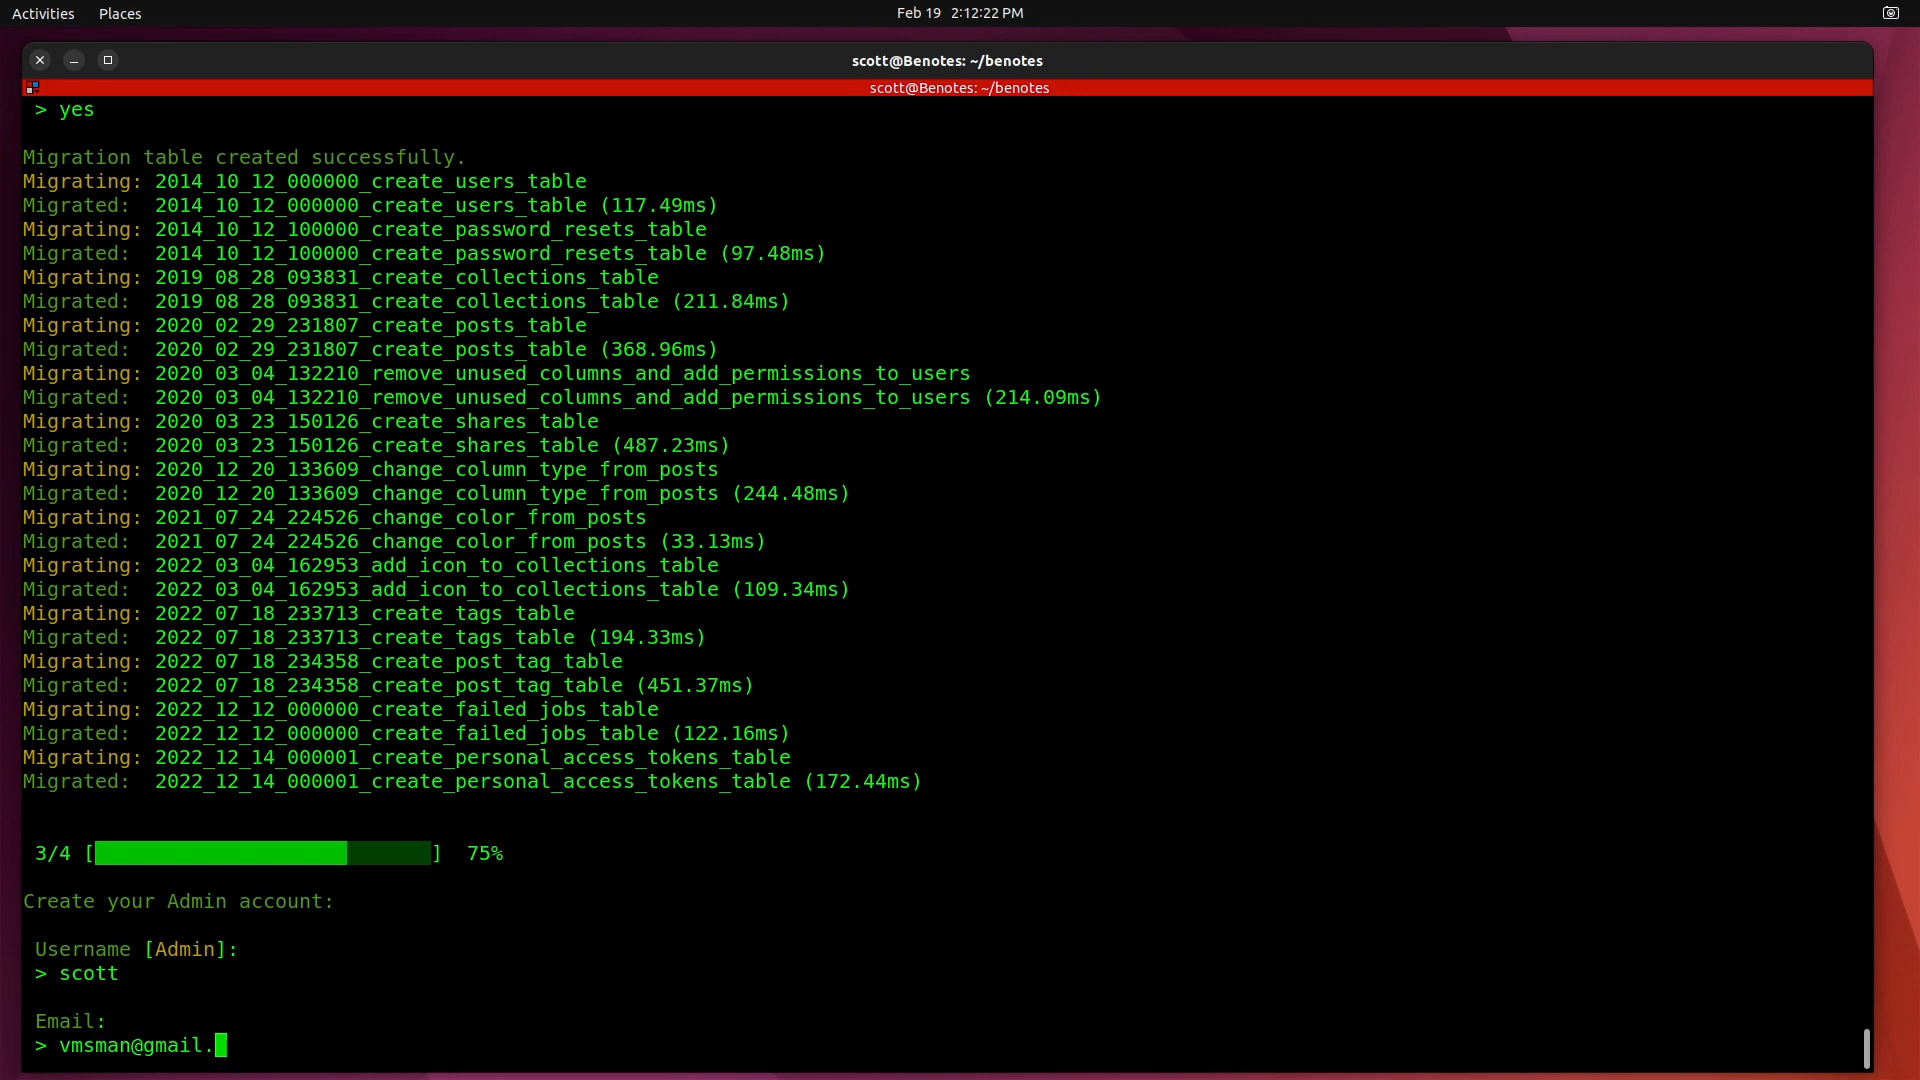 Activities Places Feb 19 2:12:22 PM
scott@Benotes: ~/benotes
scott@Benotes: ~/benotes
> yes
Migration table created successfully.
Migrating: 2014_10_12_000000_create_users_table
Migrated:  2014_10_12_000000_create_users_table (117.49ms)
Migrating: 2014_10_12_100000_create_password_resets_table
Migrated:  2014_10_12_100000_create_password_resets_table (97.48ms)
Migrating: 2019_08_28_093831_create_collections_table
Migrated:  2019_08_28_093831_create_collections_table (211.84ms)
Migrating: 2020_02_29_231807_create_posts_table
Migrated:  2020_02_29_231807_create_posts_table (368.96ms)
Migrating: 2020_03_04_132210_remove_unused_columns_and_add_permissions_to_users
Migrated:  2020_03_04_132210_remove_unused_columns_and_add_permissions_to_users (214.09ms)
Migrating: 2020_03_23_150126_create_shares_table
Migrated:  2020_03_23_150126_create_shares_table (487.23ms)
Migrating: 2020_12_20_133609_change_column_type_from_posts
Migrated:  2020_12_20_133609_change_column_type_from_posts (244.48ms)
Migrating: 2021_07_24_224526_change_color_from_posts
Migrated:  2021_07_24_224526_change_color_from_posts (33.13ms)
Migrating: 2022_03_04_162953_add_icon_to_collections_table
Migrated:  2022_03_04_162953_add_icon_to_collections_table (109.34ms)
Migrating: 2022_07_18_233713_create_tags_table
Migrated:  2022_07_18_233713_create_tags_table (194.33ms)
Migrating: 2022_07_18_234358_create_post_tag_table
Migrated:  2022_07_18_234358_create_post_tag_table (451.37ms)
Migrating: 2022_12_12_000000_create_failed_jobs_table
Migrated:  2022_12_12_000000_create_failed_jobs_table (122.16ms)
Migrating: 2022_12_14_000001_create_personal_access_tokens_table
Migrated:  2022_12_14_000001_create_personal_access_tokens_table (172.44ms)
3/4 [ ] 75%
Create your Admin account:
Username [Admin]:
> scott
Email:
> vmsman@gmail.